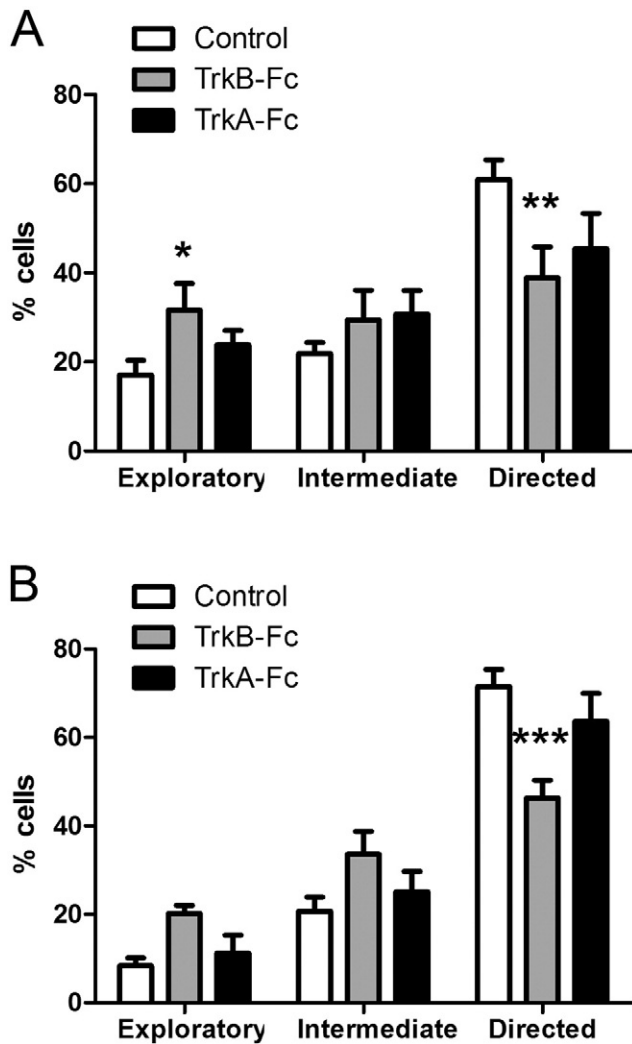 A
Control
TrkB-Fc
TrkA-Fc
80
60
40
20
0
% cells
*
**
Exploratory Intermediate Directed
B
Control
TrkB-Fc
TrkA-Fc
80
60
40
20
0
% cells
***
Exploratory Intermediate Directed